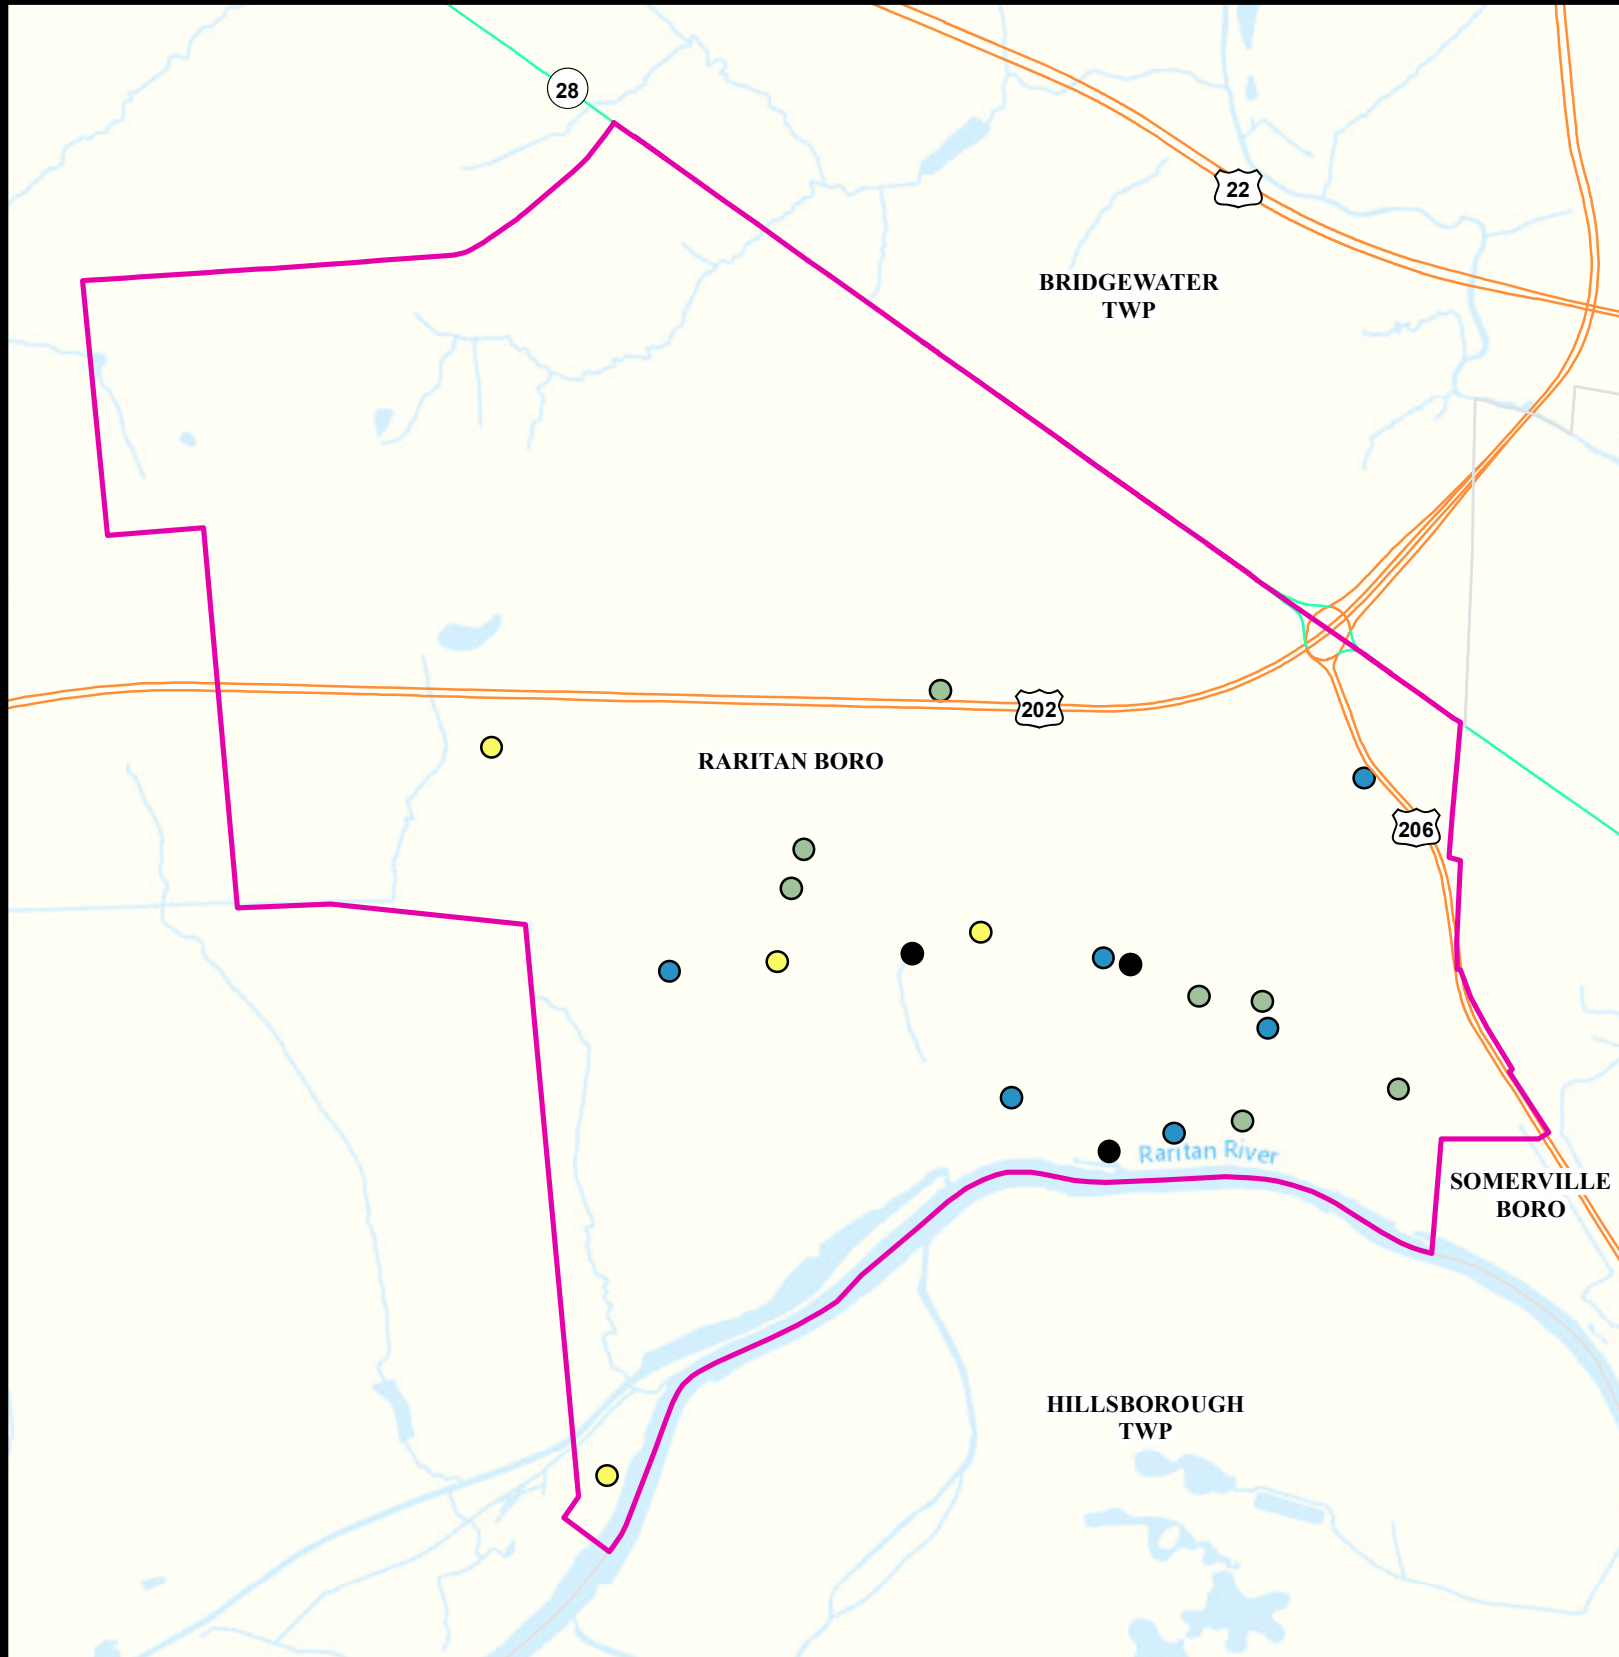 28
22
BRIDGEWATER
TWP
202
RARITAN BORO
206
Raritan River
SOMERVILLE
BORO
HILLSBOROUGH
TWP